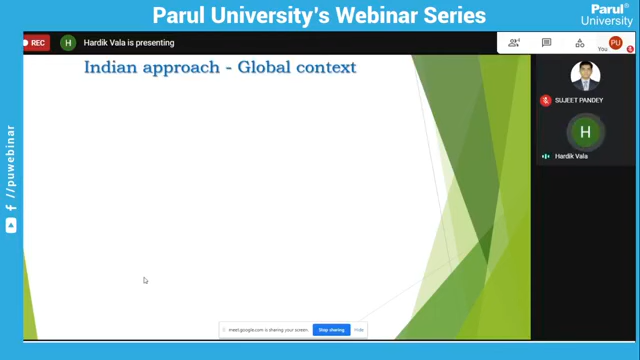 Parul University's Webinar Series
Parul®
University
REC
H
Hardik Vala is presenting
You
PU
Indian approach - Global context
SUJEET PANDEY
H
Hardik Vala
/puwebinar
meet.google.com is sharing your screen.
Stop sharing
Hide